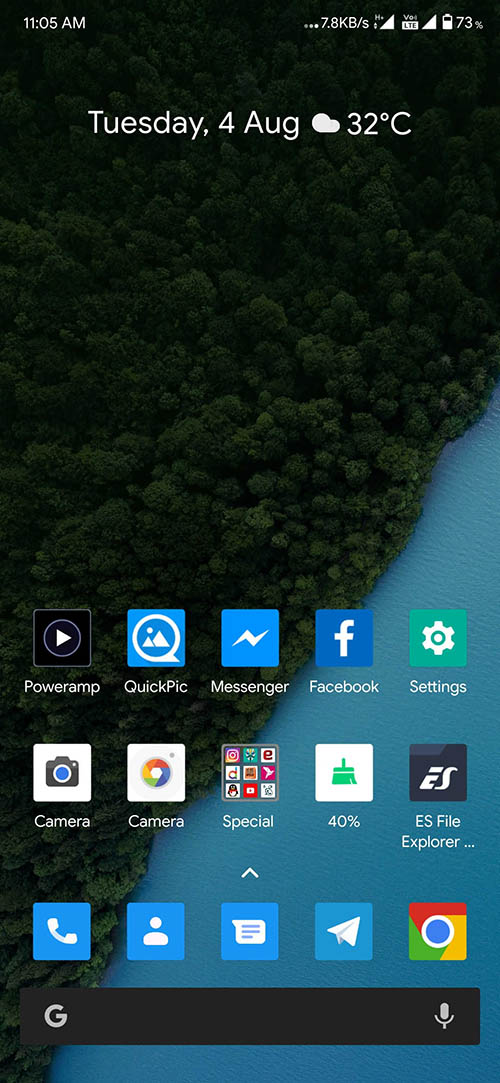 11:05 AM
...7.8KB/s H+ Vo-i LTE 73%
Tuesday, 4 Aug 32°C
Poweramp QuickPic Messenger Facebook Settings
Camera Camera Special 40% ES File
Explorer ...
G